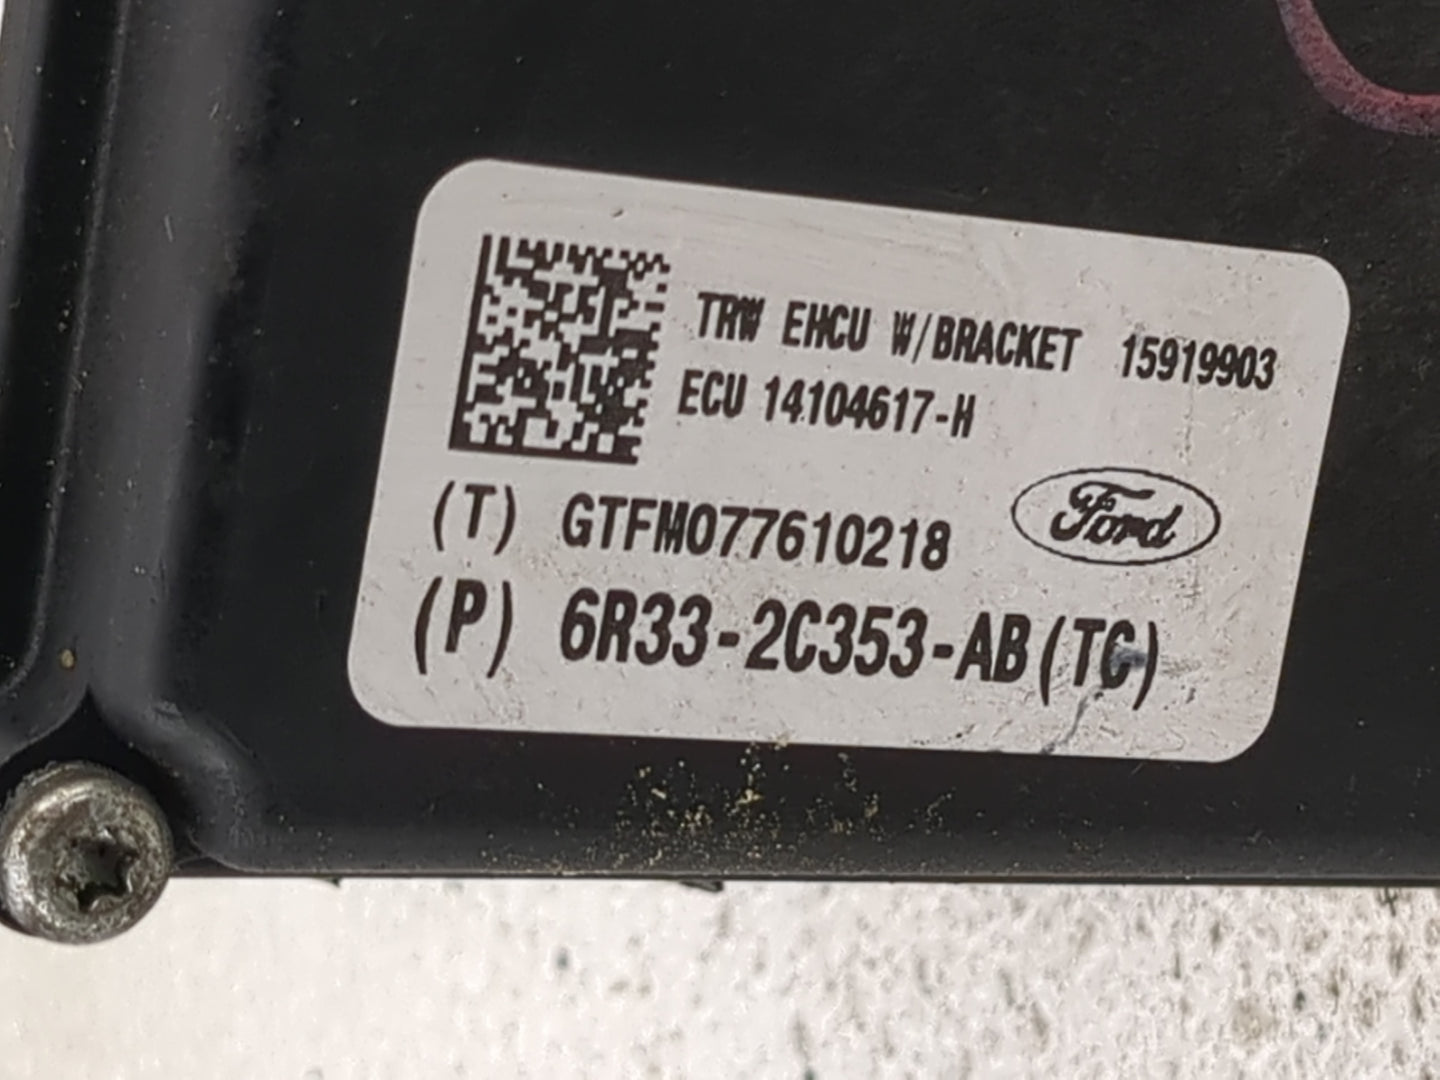 TRW EHCU W/BRACKET 15919903
ECU 14104617-H
(T) GTFM077610218
Ford
(P) 6R33-2C353-AB(TC)